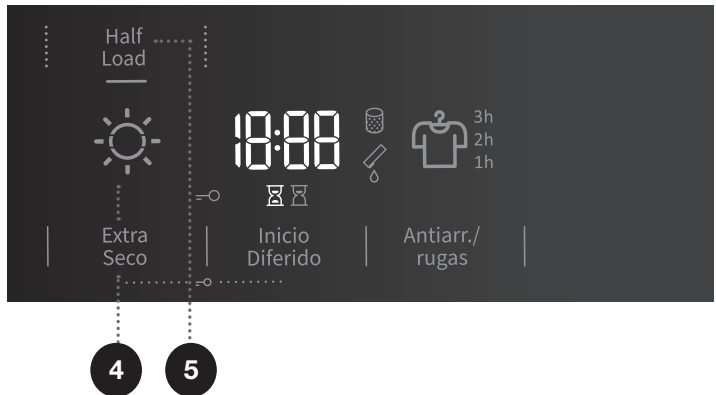 Half
Load
18:88
3h
2h
1h
Extra
Seco
Inicio
Diferido
Antiarr./
rugas
4
5